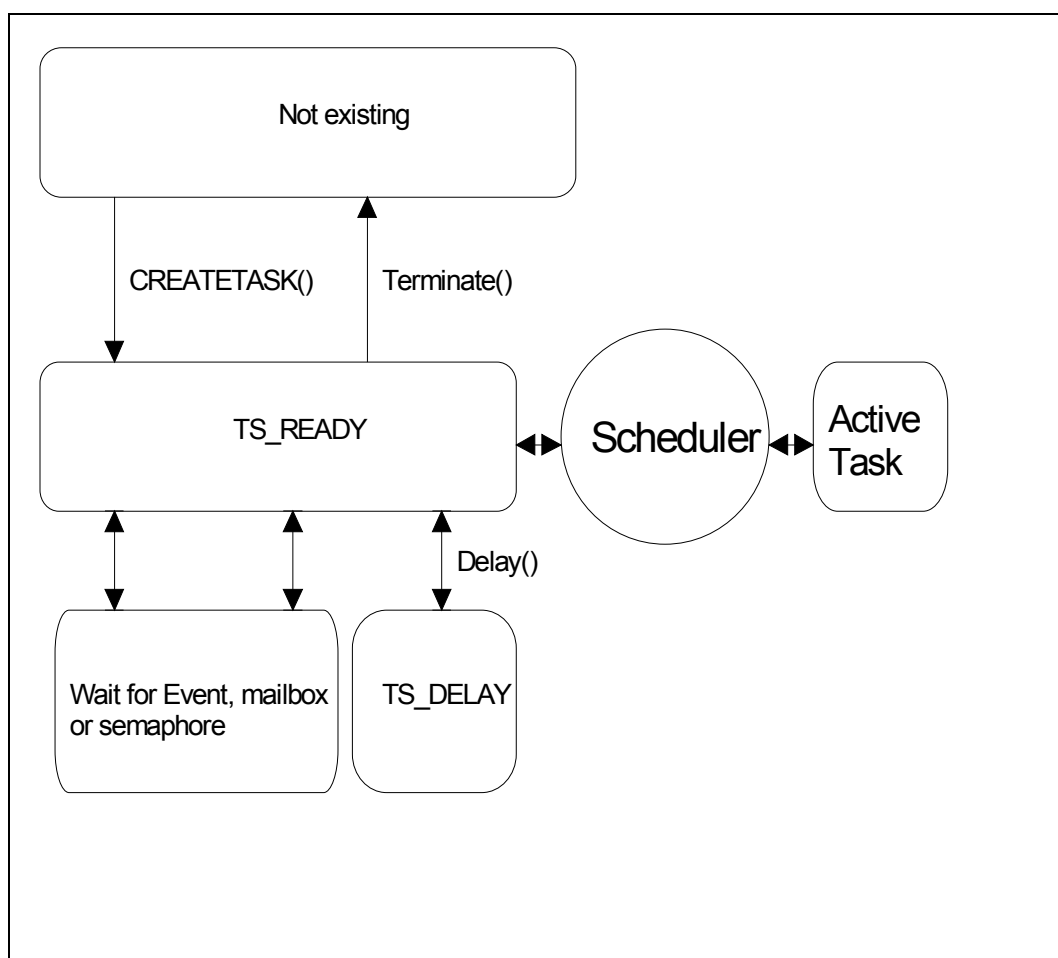 Not existing
CREATETASK()
Terminate()
TS_READY
Scheduler
Active
Task
Delay()
Wait for Event, mailbox
or semaphore
TS_DELAY